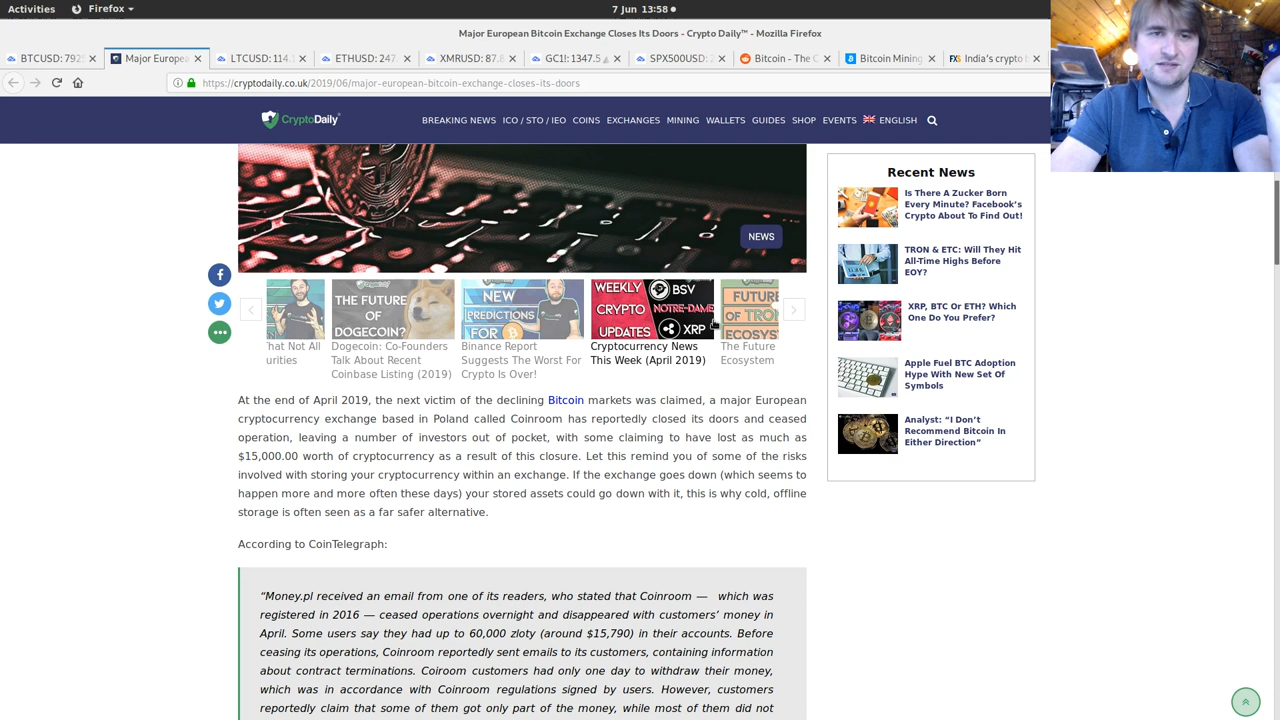 Activities
Firefox
7 Jun 13:58
Major European Bitcoin Exchange Closes Its Doors - Crypto Daily™ - Mozilla Firefox
BTCUSD: 792
Major Europea
LTCUSD: 114.
ETHUSD: 247
XMRUSD: 87.8
GC1!: 1347.5
SPX500USD: 2
Bitcoin - The C
Bitcoin Mining
India's crypto
https://cryptodaily.co.uk/2019/06/major-european-bitcoin-exchange-closes-its-doors
CryptoDaily
BREAKING NEWS ICO / STO / IEO COINS EXCHANGES MINING WALLETS GUIDES SHOP EVENTS ENGLISH
NEWS
THE FUTURE
OF
DOGECOIN?
NEW
PREDICTIONS
FOR
WEEKLY
CRYPTO
UPDATES
BSV
NOTRE-DAME
XRP
FUTURE
OF TRON
ECOSYS
hat Not All
urities
Dogecoin: Co-Founders
Talk About Recent
Coinbase Listing (2019)
Binance Report
Suggests The Worst For
Crypto Is Over!
Cryptocurrency News
This Week (April 2019)
The Future
Ecosystem
At the end of April 2019, the next victim of the declining Bitcoin markets was claimed, a major European
cryptocurrency exchange based in Poland called Coinroom has reportedly closed its doors and ceased
operation, leaving a number of investors out of pocket, with some claiming to have lost as much as
$15,000.00 worth of cryptocurrency as a result of this closure. Let this remind you of some of the risks
involved with storing your cryptocurrency within an exchange. If the exchange goes down (which seems to
happen more and more often these days) your stored assets could go down with it, this is why cold, offline
storage is often seen as a far safer alternative.
According to CoinTelegraph:
“Money.pl received an email from one of its readers, who stated that Coinroom — which was
registered in 2016 — ceased operations overnight and disappeared with customers’ money in
April. Some users say they had up to 60,000 zloty (around $15,790) in their accounts. Before
ceasing its operations, Coinroom reportedly sent emails to its customers, containing information
about contract terminations. Coiroom customers had only one day to withdraw their money,
which was in accordance with Coinroom regulations signed by users. However, customers
reportedly claim that some of them got only part of the money, while most of them did not
Recent News
Is There A Zucker Born
Every Minute? Facebook’s
Crypto About To Find Out!
TRON & ETC: Will They Hit
All-Time Highs Before
EOY?
XRP, BTC Or ETH? Which
One Do You Prefer?
Apple Fuel BTC Adoption
Hype With New Set Of
Symbols
Analyst: “I Don’t
Recommend Bitcoin In
Either Direction”